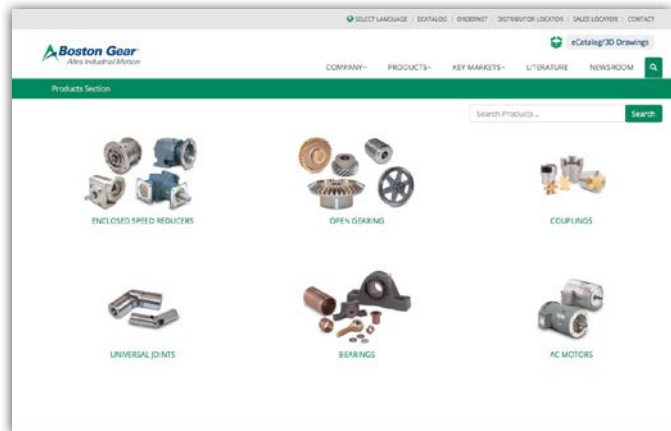 SELECT LANGUAGE | ECATALOG | ORDERNET | DISTRIBUTOR LOCATOR | SALES LOCATOR | CONTACT
Boston Gear
Altra Industrial Motion
eCatalog/3D Drawings
COMPANY PRODUCTS KEY MARKETS LITERATURE NEWSROOM
Products Section
Search Products... Search
ENCLOSED SPEED REDUCERS OPEN GEARING COUPLINGS
UNIVERSAL JOINTS BEARINGS AC MOTORS